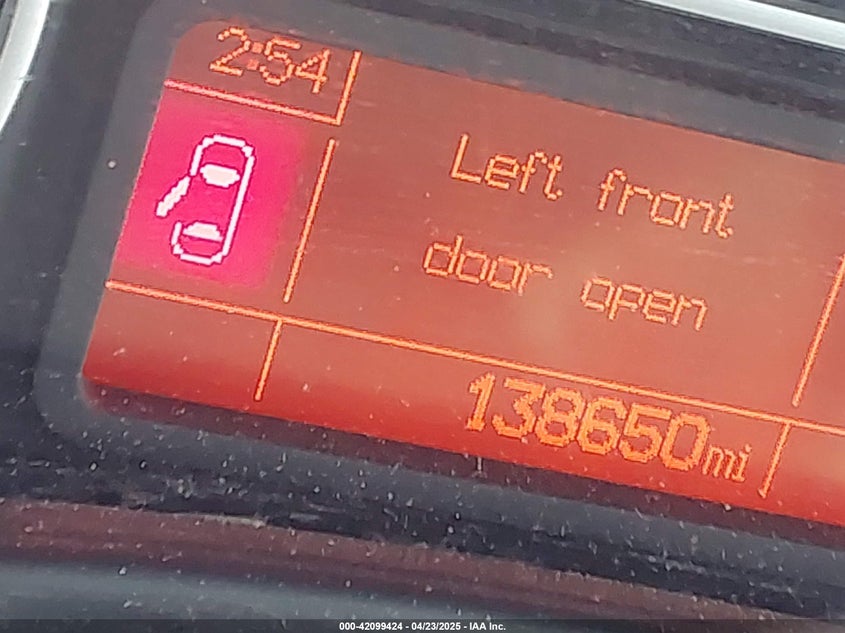 2:54
Left front
door open
138650mi
000-42099424 - 04/23/2025 - IAA Inc.